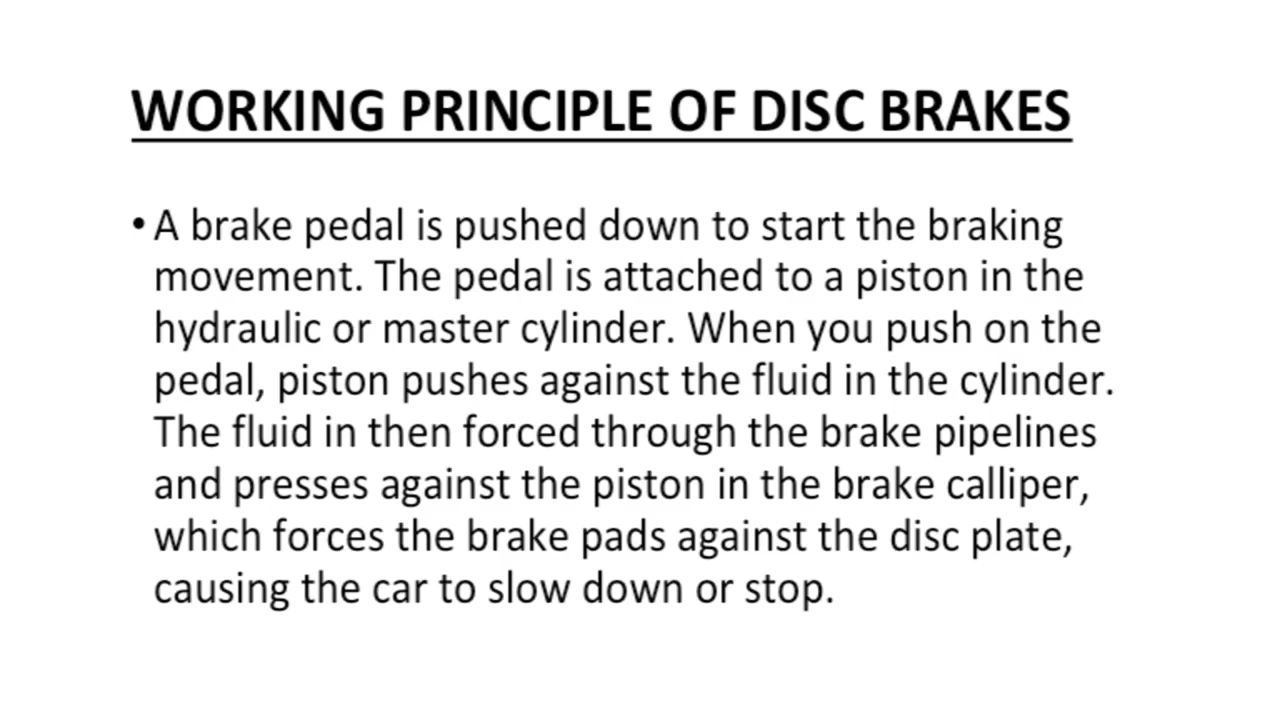 WORKING PRINCIPLE OF DISC BRAKES
• A brake pedal is pushed down to start the braking
movement. The pedal is attached to a piston in the
hydraulic or master cylinder. When you push on the
pedal, piston pushes against the fluid in the cylinder.
The fluid in then forced through the brake pipelines
and presses against the piston in the brake calliper,
which forces the brake pads against the disc plate,
causing the car to slow down or stop.